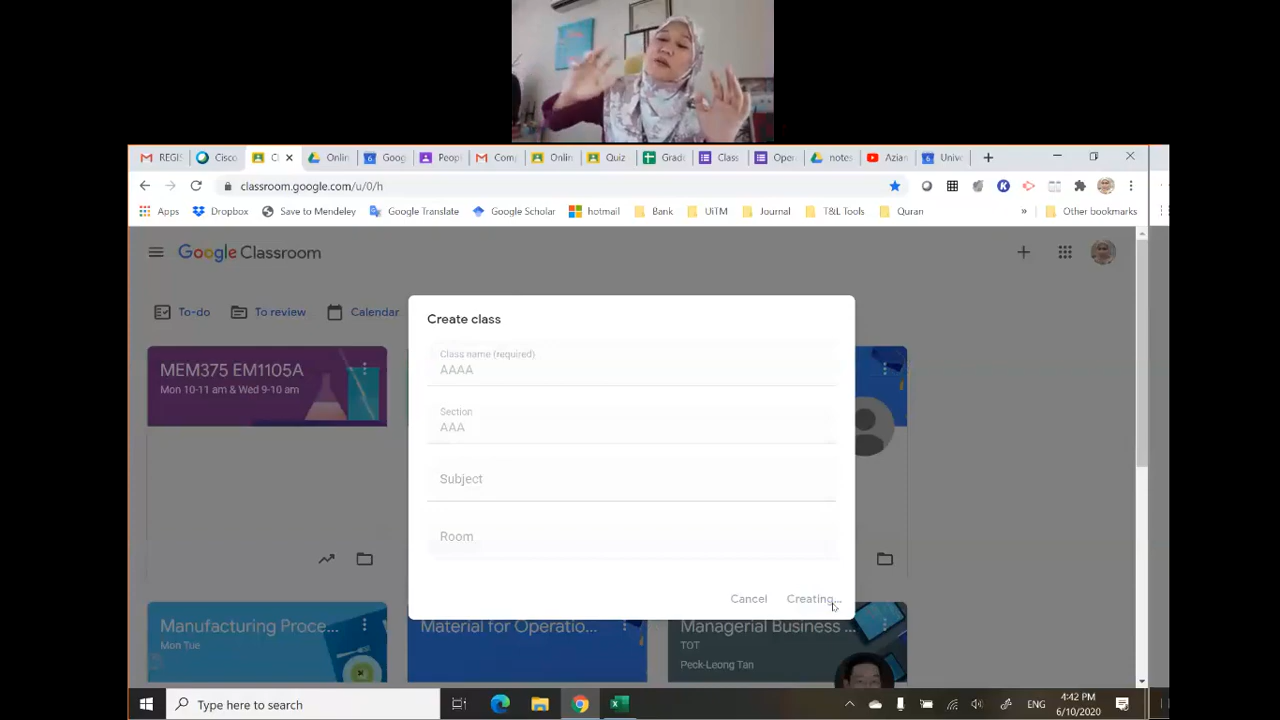 REGIS
Cisco
C
Onlin
Goog
Peopl
Com
Onlin
Quiz
Grad
Class
Oper
notes
Azian
Unive
classroom.google.com/u/0/h
Apps
Dropbox
Save to Mendeley
Google Translate
Google Scholar
hotmail
Bank
UiTM
Journal
T&L Tools
Quran
»
Other bookmarks
Google Classroom
To-do
To review
Calendar
Create class
Class name (required)
AAAA
Section
AAA
Subject
Room
Cancel
Creating...
MEM375 EM1105A
Mon 10-11 am & Wed 9-10 am
Manufacturing Proce...
Mon Tue
Material for Operatio...
Managerial Business ...
TOT
Peck-Leong Tan
Type here to search
ENG
4:42 PM
6/10/2020